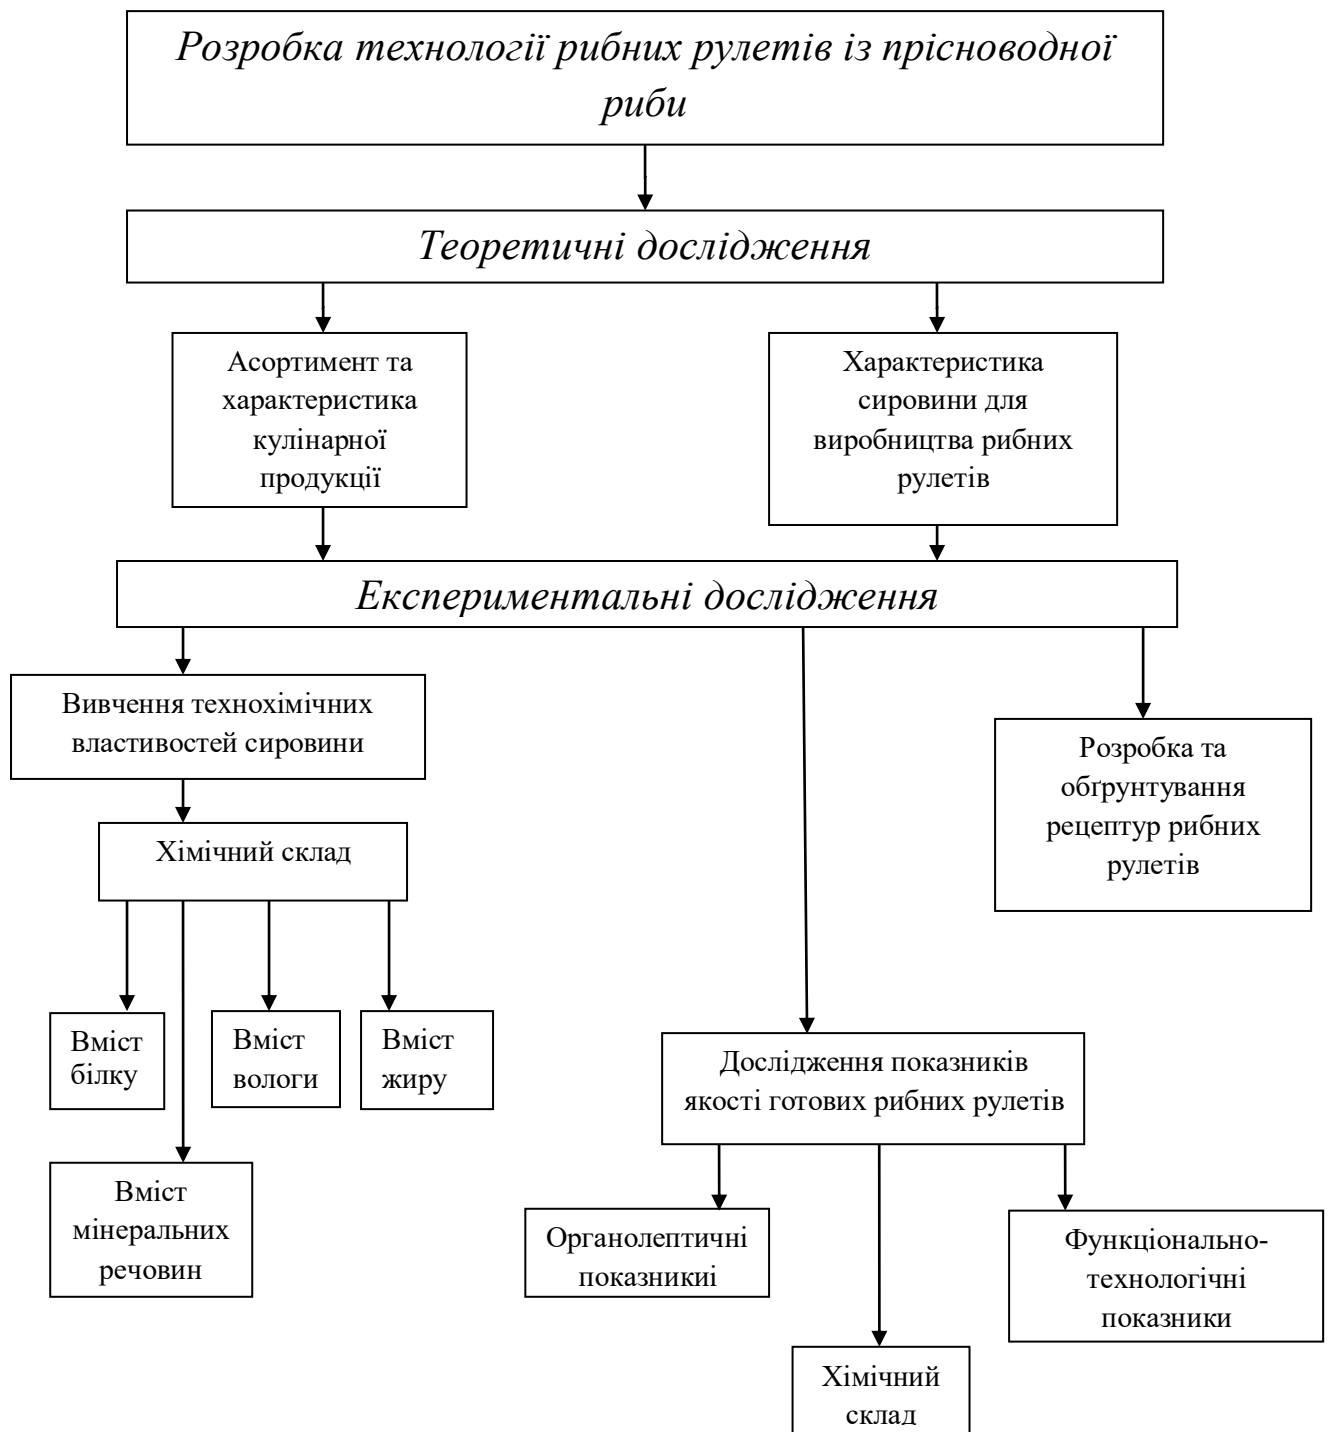 Розробка технології рибних рулетів із прісноводної
риби
Теоретичні дослідження
Асортимент та
характеристика
кулінарної
продукції
Характеристика
сировини для
виробництва рибних
рулетів
Експериментальні дослідження
Вивчення технохімічних
властивостей сировини
Розробка та
обґрунтування
рецептур рибних
рулетів
Хімічний склад
Вміст
білку
Вміст
вологи
Вміст
жиру
Вміст
мінеральних
речовин
Дослідження показників
якості готових рибних рулетів
Органолептичні
показникиі
Функціонально-
технологічні
показники
Хімічний
склад